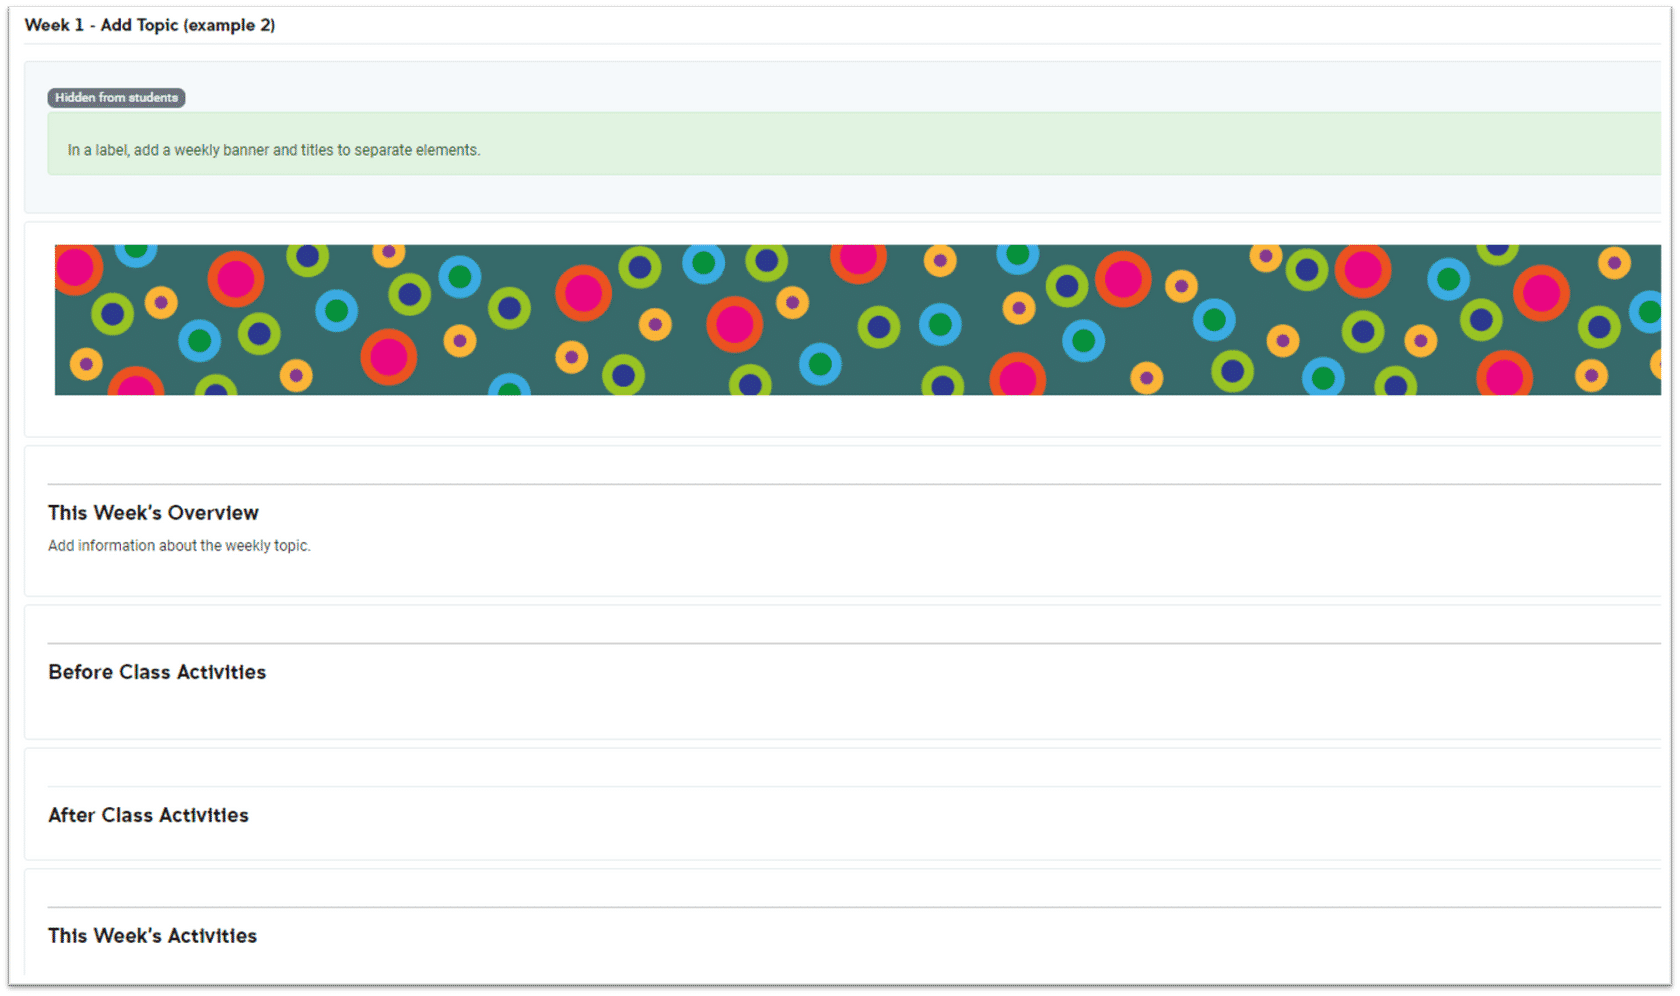 Week 1 - Add Topic (example 2)
Hidden from students
In a label, add a weekly banner and titles to separate elements.
This Week's Overview
Add information about the weekly topic.
Before Class Activities
After Class Activities
This Week's Activities